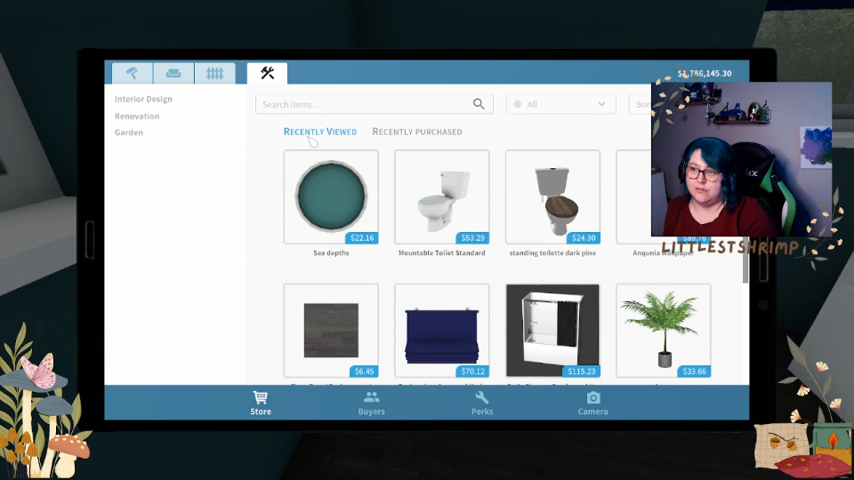 $1,786,145.30
Interior Design
Renovation
Garden
Search items...
All
RECENTLY VIEWED
RECENTLY PURCHASED
$22.16
$53.29
$24.30
Sea depths
Mountable Toilet Standard
standing toilette dark pine
LITTLESTSHRIMP
$6.45
$70.12
$115.23
$33.66
Store
Buyers
Perks
Camera